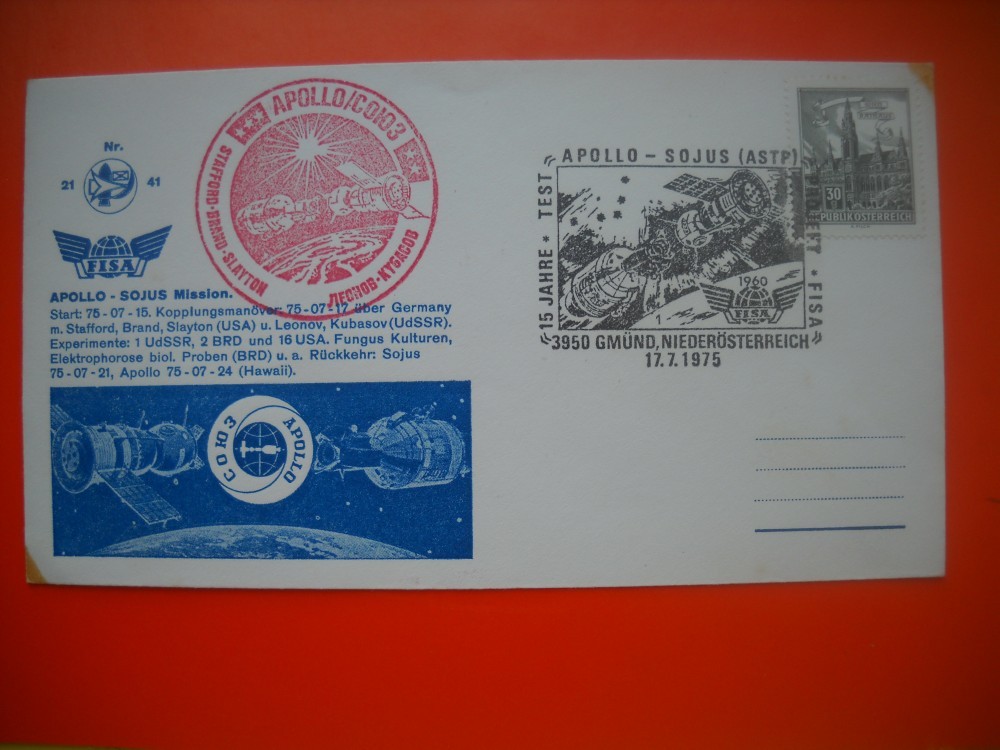 Nr.
21 41
FISA
APOLLO/СОЮЗ
STAFFORD-BRAND-SLAYTON
ЛЕОНОВ-КУБАСОВ
APOLLO - SOJUS Mission.
Start: 75-07-15. Kopplungsmanöver: 75-07-17 über Germany
m. Stafford, Brand, Slayton (USA) u. Leonov, Kubasov (UdSSR).
Experimente: 1 UdSSR, 2 BRD und 16 USA. Fungus Kulturen,
Elektrophorose biol. Proben (BRD) u. a. Rückkehr: Sojus
75-07-21, Apollo 75-07-24 (Hawaii).
СОЮЗ
APOLLO
APOLLO - SOJUS (ASTP)
15 JAHRE * TEST
* FISA
1960
FISA
1
3950 GMÜND, NIEDERÖSTERREICH
17.7.1975
30
REPUBLIK ÖSTERREICH